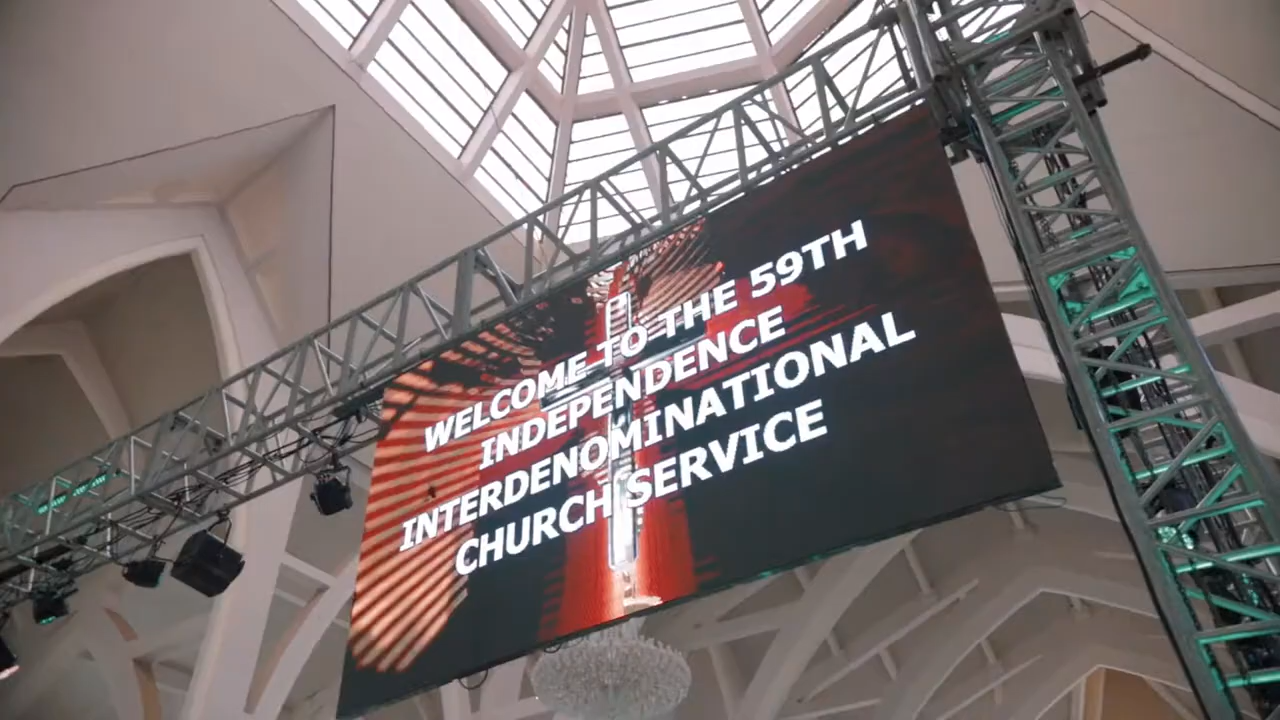 WELCOME TO THE 59TH
INDEPENDENCE
INTERDENOMINATIONAL
CHURCH SERVICE